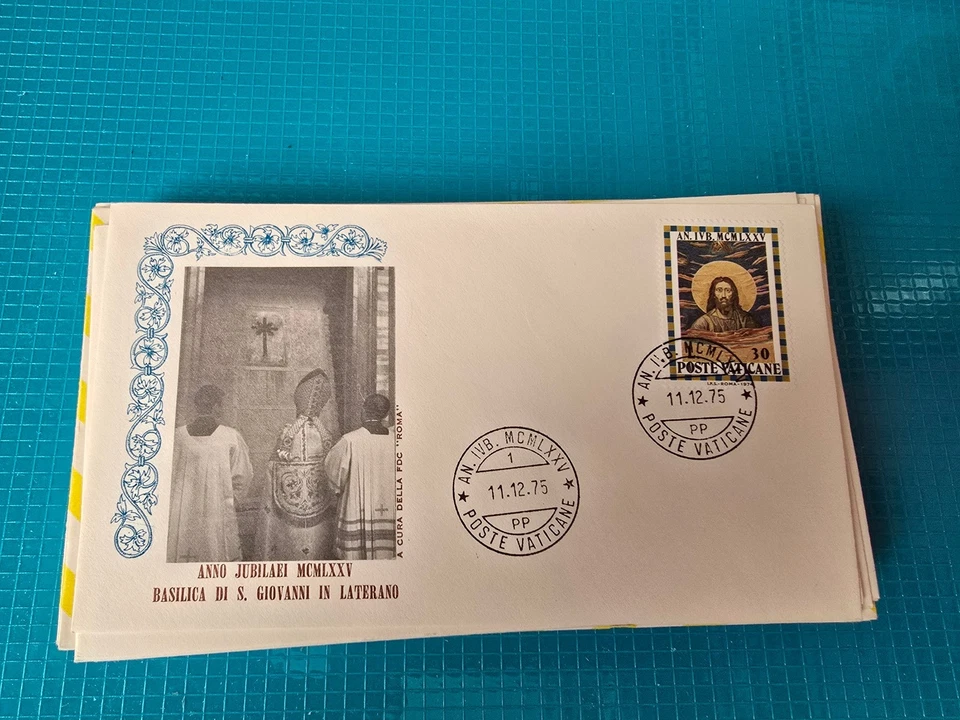 AN. IVB. MCMLXXV
30
POSTE VATICANE
I.P.Z.-ROMA-1974
AN. IVB. MCMLXXV
11.12.75
PP
POSTE VATICANE
AN. IVB. MCMLXXV
1
11.12.75
PP
POSTE VATICANE
A CURA DELLA FDC "ROMA"
ANNO JUBILAEI MCMLXXV
BASILICA DI S. GIOVANNI IN LATERANO